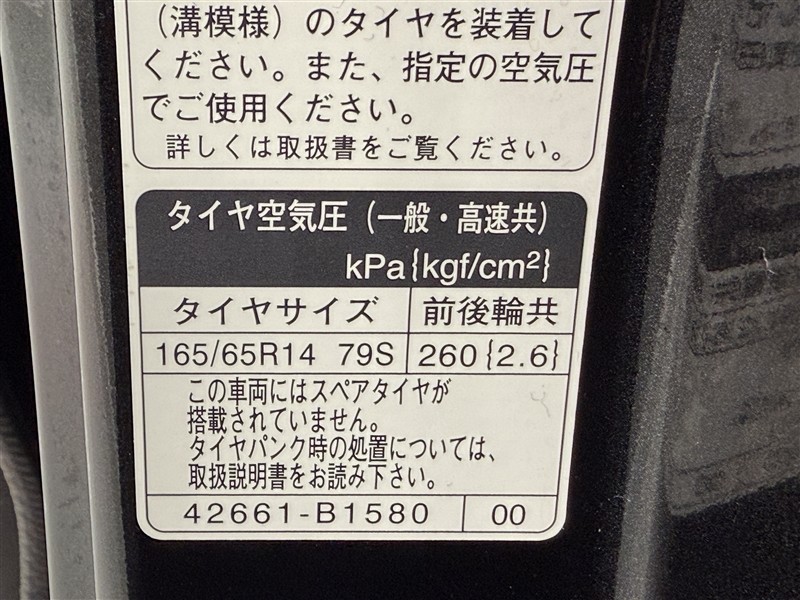 （溝模様）のタイヤを装着して
ください。また、指定の空気圧
でご使用ください。
詳しくは取扱書をご覧ください。
タイヤ空気圧（一般・高速共）
kPa{kgf/cm²}
タイヤサイズ 前後輪共
165/65R14 79S 260{2.6}
この車両にはスペアタイヤが
搭載されていません。
タイヤパンク時の処置については、
取扱説明書をお読み下さい。
42661-B1580 00